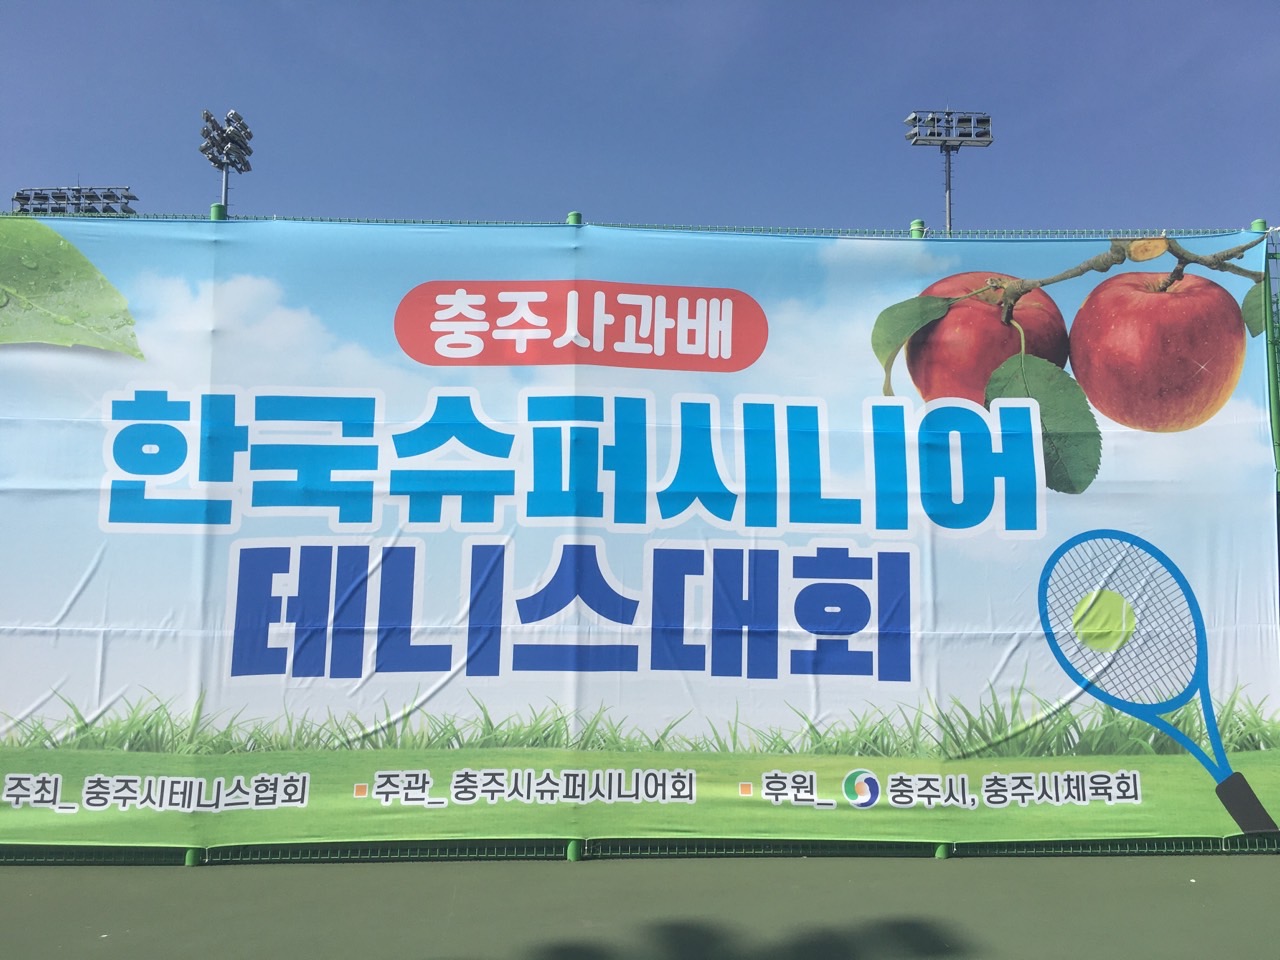 충주사과배
한국슈퍼시니어
테니스대회
주최_ 충주시테니스협회 ▪주관_ 충주시슈퍼시니어회 ▪후원_ 충주시, 충주시체육회